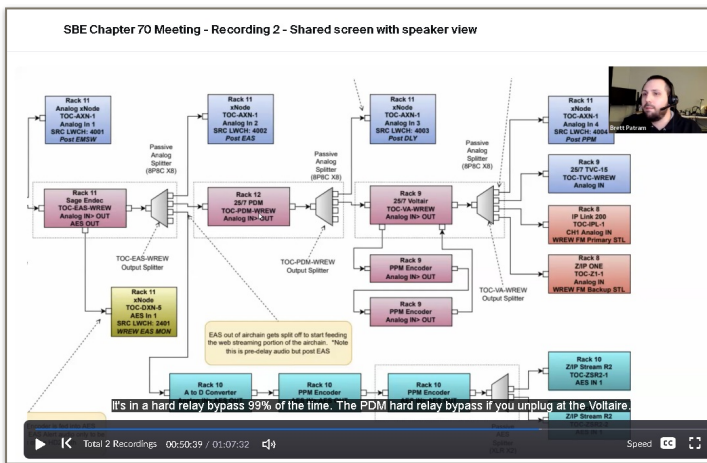 SBE Chapter 70 Meeting - Recording 2 - Shared screen with speaker view
Rack 11
Analog xNode
TOC-AXN-1
Analog In 1
SRC LWCH: 4001
Post EMSW
Rack 11
xNode
TOC-AXN-1
Analog In 2
SRC LWCH: 4002
Post EAS
Rack 11
Analog xNode
TOC-AXN-1
Analog In 3
SRC LWCH: 4003
Post DLY
Rack 11
Analog xNode
TOC-AXN-1
Analog In 4
SRC LWCH: 4004
Post PPM
Brett Patram
Passive
Analog
Splitter
(8P8C X8)
Passive
Analog
Splitter
(8P8C X8)
Passive
Analog
Splitter
(8P8C X8)
Rack 9
25/7 TVC-15
TOC-TVC-WREW
Analog IN
Rack 11
Sage Endec
TOC-EAS-WREW
Analog IN> OUT
AES OUT
Rack 12
25/7 PDM
TOC-PDM-WREW
Analog IN> OUT
Rack 9
25/7 Voltair
TOC-VA-WREW
Analog IN> OUT
Rack 8
IP Link 200
TOC-IPL-1
CH1 Analog IN
WREW FM Primary STL
TOC-EAS-WREW
Output Splitter
TOC-PDM-WREW
Output Splitter
Rack 9
PPM Encoder
Analog IN> OUT
TOC-VA-WREW
Output Splitter
Rack 8
Z/IP ONE
TOC-Z1-1
Analog IN
WREW FM Backup STL
Rack 11
xNode
TOC-DXN-5
AES In 1
SRC LWCH: 2401
WREW EAS MON
Rack 9
PPM Encoder
Analog IN> OUT
EAS out of airchain gets split off to start feeding
the web streaming portion of the airchain. *Note
this is pre-delay audio but post EAS
Rack 10
A to D Converter
Rack 10
PPM Encoder
Rack 10
PPM Encoder
Rack 10
Z/IP Stream R2
TOC-ZSR2-1
AES IN 1
Rack 10
Z/IP Stream R2
It's in a hard relay bypass 99% of the time. The PDM hard relay bypass if you unplug at the Voltaire.
Total 2 Recordings 00:50:39 / 01:07:32
Speed CC